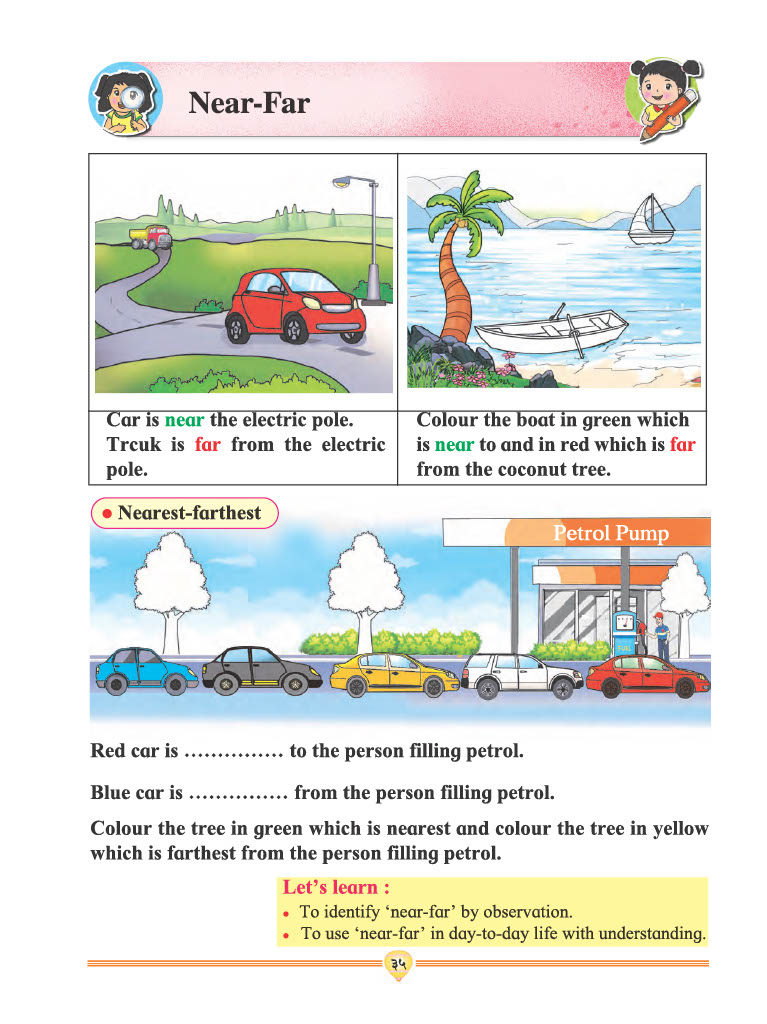 Near-Far
Car is near the electric pole.
Trcuk is far from the electric
pole.
Colour the boat in green which
is near to and in red which is far
from the coconut tree.
• Nearest-farthest
Petrol Pump
FUEL
Red car is ............... to the person filling petrol.
Blue car is ............... from the person filling petrol.
Colour the tree in green which is nearest and colour the tree in yellow
which is farthest from the person filling petrol.
Let's learn :
• To identify 'near-far' by observation.
• To use 'near-far' in day-to-day life with understanding.
३५